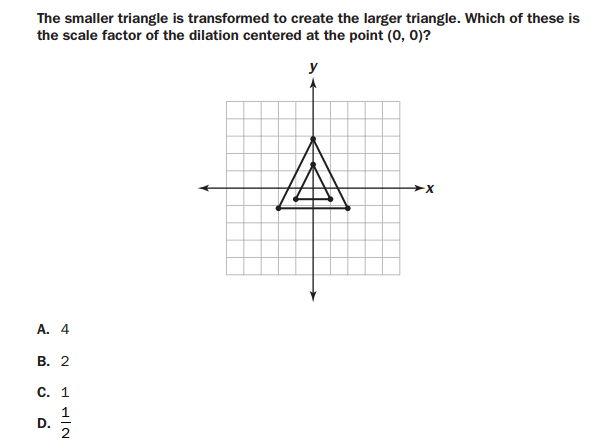 The smaller triangle is transformed to create the larger triangle. Which of these is
the scale factor of the dilation centered at the point (0, 0)?
y
x
A. 4
B. 2
C. 1
D. 1/2